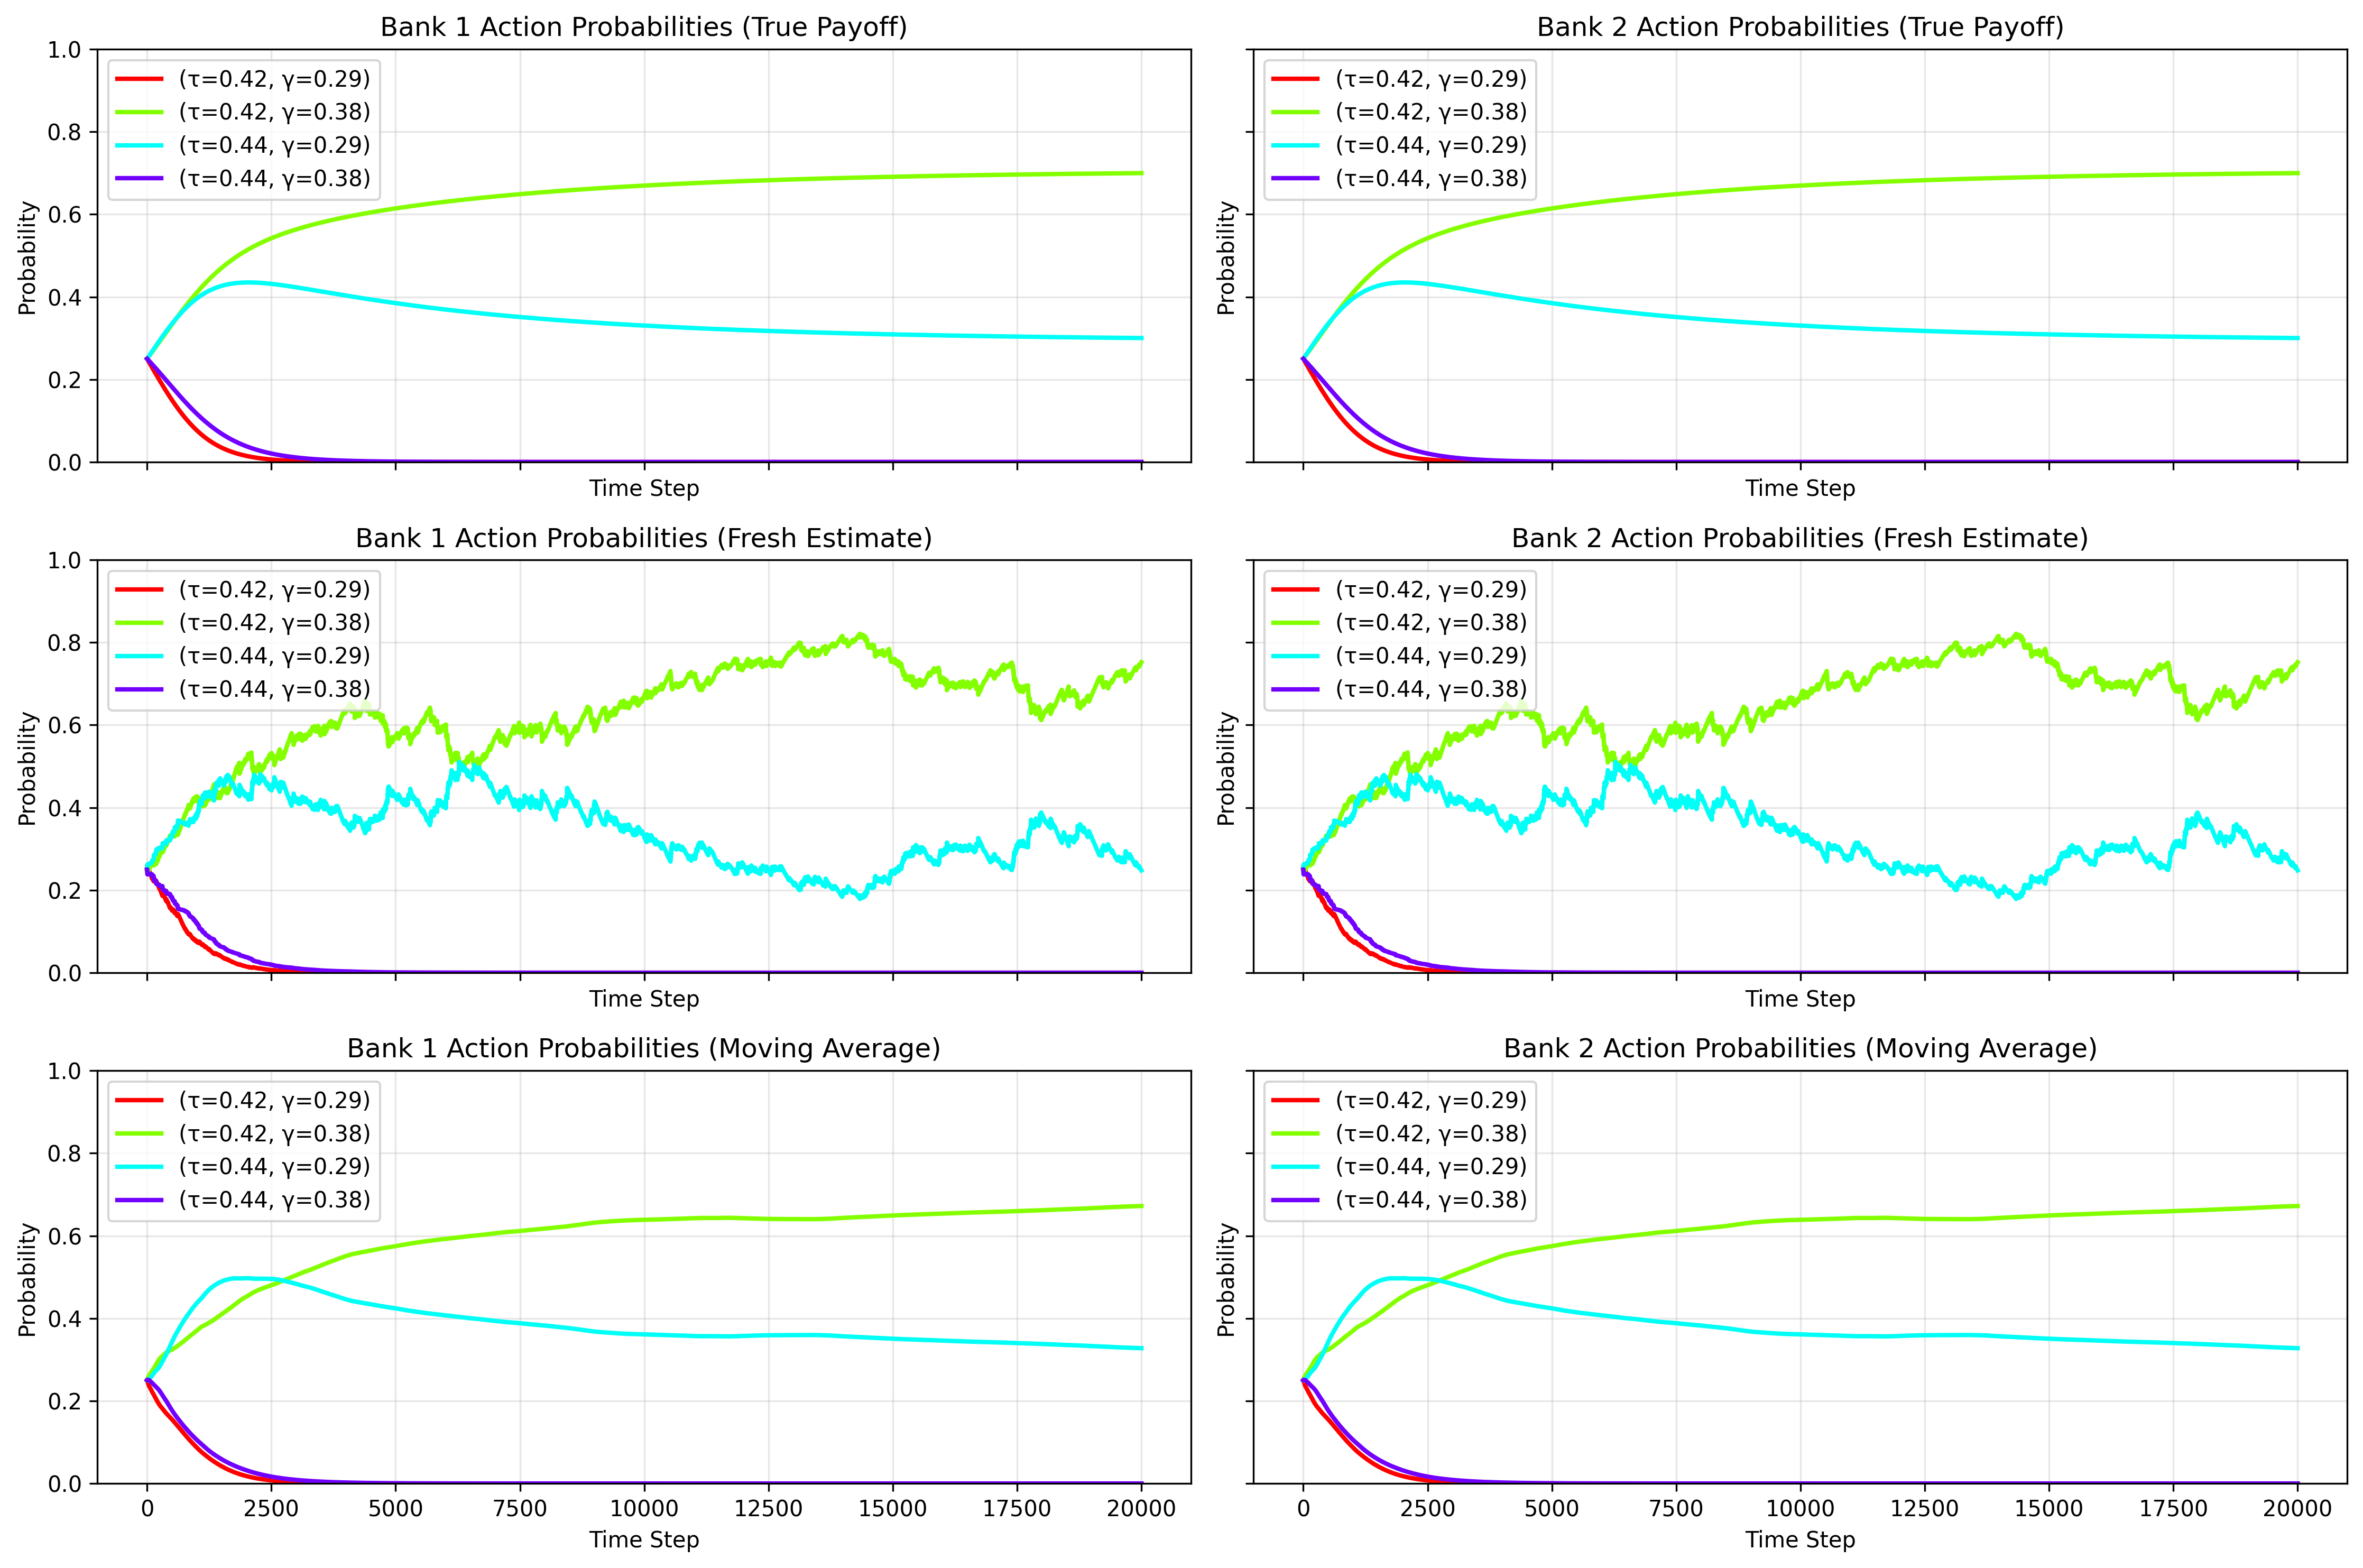 Bank 1 Action Probabilities (True Payoff)
(τ=0.42, γ=0.29)
(τ=0.42, γ=0.38)
(τ=0.44, γ=0.29)
(τ=0.44, γ=0.38)
1.0
0.8
0.6
0.4
0.2
0.0
Probability
Time Step
Bank 2 Action Probabilities (True Payoff)
(τ=0.42, γ=0.29)
(τ=0.42, γ=0.38)
(τ=0.44, γ=0.29)
(τ=0.44, γ=0.38)
Probability
Time Step
Bank 1 Action Probabilities (Fresh Estimate)
(τ=0.42, γ=0.29)
(τ=0.42, γ=0.38)
(τ=0.44, γ=0.29)
(τ=0.44, γ=0.38)
1.0
0.8
0.6
0.4
0.2
0.0
Probability
Time Step
Bank 2 Action Probabilities (Fresh Estimate)
(τ=0.42, γ=0.29)
(τ=0.42, γ=0.38)
(τ=0.44, γ=0.29)
(τ=0.44, γ=0.38)
Probability
Time Step
Bank 1 Action Probabilities (Moving Average)
(τ=0.42, γ=0.29)
(τ=0.42, γ=0.38)
(τ=0.44, γ=0.29)
(τ=0.44, γ=0.38)
1.0
0.8
0.6
0.4
0.2
0.0
Probability
0 2500 5000 7500 10000 12500 15000 17500 20000
Time Step
Bank 2 Action Probabilities (Moving Average)
(τ=0.42, γ=0.29)
(τ=0.42, γ=0.38)
(τ=0.44, γ=0.29)
(τ=0.44, γ=0.38)
Probability
0 2500 5000 7500 10000 12500 15000 17500 20000
Time Step